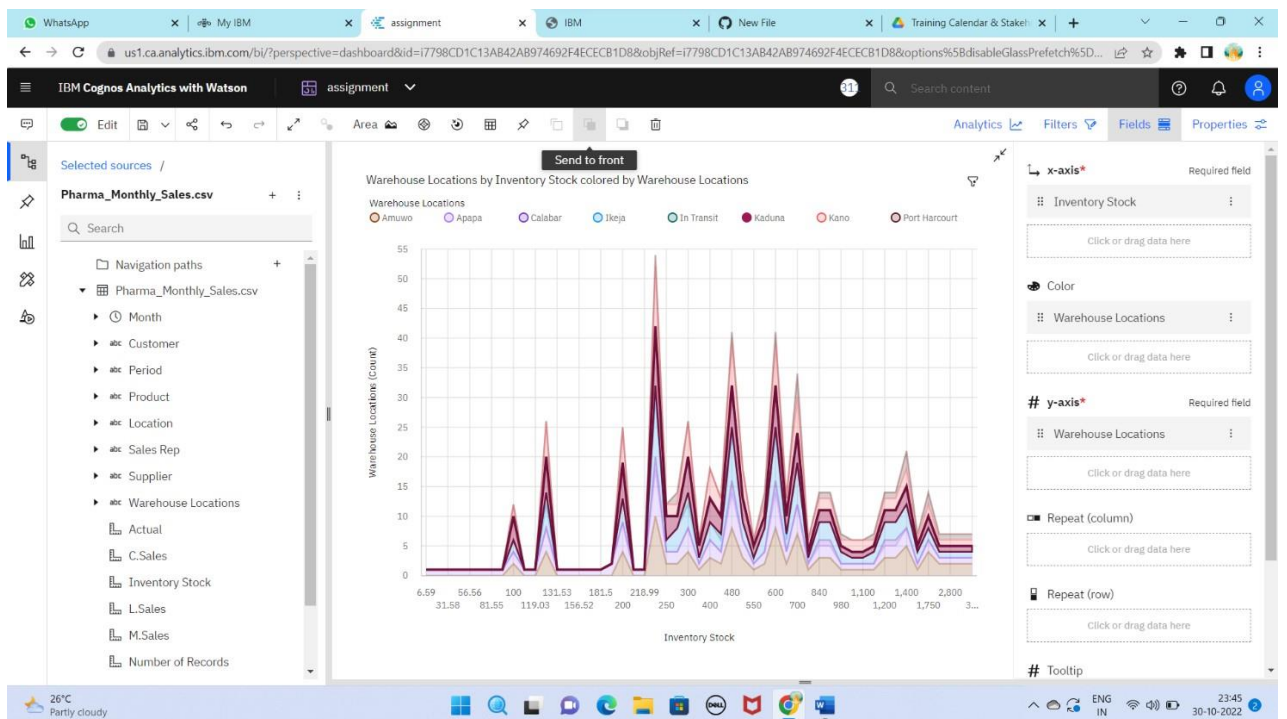 WhatsApp
My IBM
assignment
IBM
New File
Training Calendar & Stakeh
us1.ca.analytics.ibm.com/bi/?perspective=dashboard&id=i7798CD1C13AB42AB974692F4ECECB1D8&objRef=i7798CD1C13AB42AB974692F4ECECB1D8&options%5BdisableGlassPrefetch%5D...
IBM Cognos Analytics with Watson
assignment
Search content
Edit
Area
Analytics
Filters
Fields
Properties
Send to front
Selected sources /
Pharma_Monthly_Sales.csv
Search
Navigation paths
Pharma_Monthly_Sales.csv
Month
abc Customer
abc Period
abc Product
abc Location
abc Sales Rep
abc Supplier
abc Warehouse Locations
Actual
C.Sales
Inventory Stock
L.Sales
M.Sales
Number of Records
Warehouse Locations by Inventory Stock colored by Warehouse Locations
Warehouse Locations
Amuwo Apapa Calabar Ikeja In Transit Kaduna Kano Port Harcourt
Warehouse Locations (Count)
55
50
45
40
35
30
25
20
15
10
5
0
6.59 56.56 100 131.53 181.5 218.99 300 480 600 840 1,100 1,400 2,800
31.58 81.55 119.03 156.52 200 250 400 550 700 980 1,200 1,750 3...
Inventory Stock
x-axis* Required field
Inventory Stock
Click or drag data here
Color
Warehouse Locations
Click or drag data here
# y-axis* Required field
Warehouse Locations
Click or drag data here
Repeat (column)
Click or drag data here
Repeat (row)
Click or drag data here
# Tooltip
26°C
Partly cloudy
DELL
ENG
IN
23:45
30-10-2022
2